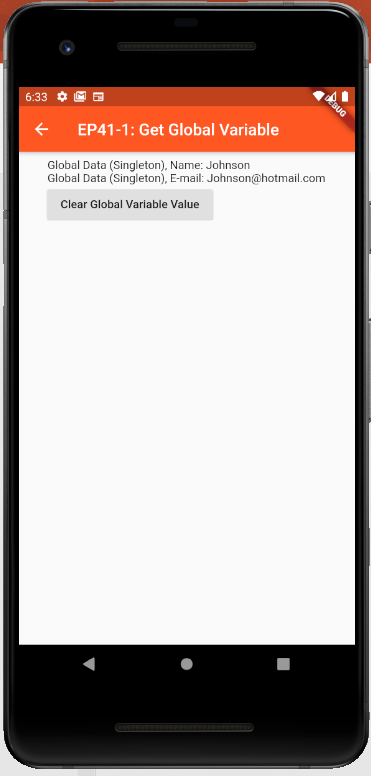 6:33
DEBUG
EP41-1: Get Global Variable
Global Data (Singleton), Name: Johnson
Global Data (Singleton), E-mail: Johnson@hotmail.com
Clear Global Variable Value